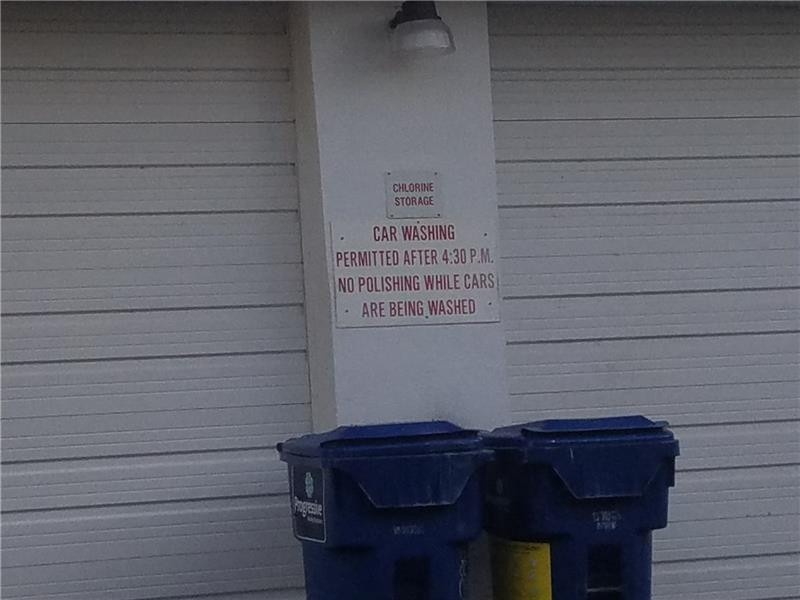 CHLORINE
STORAGE
CAR WASHING
PERMITTED AFTER 4:30 P.M.
NO POLISHING WHILE CARS
ARE BEING WASHED
Progressive